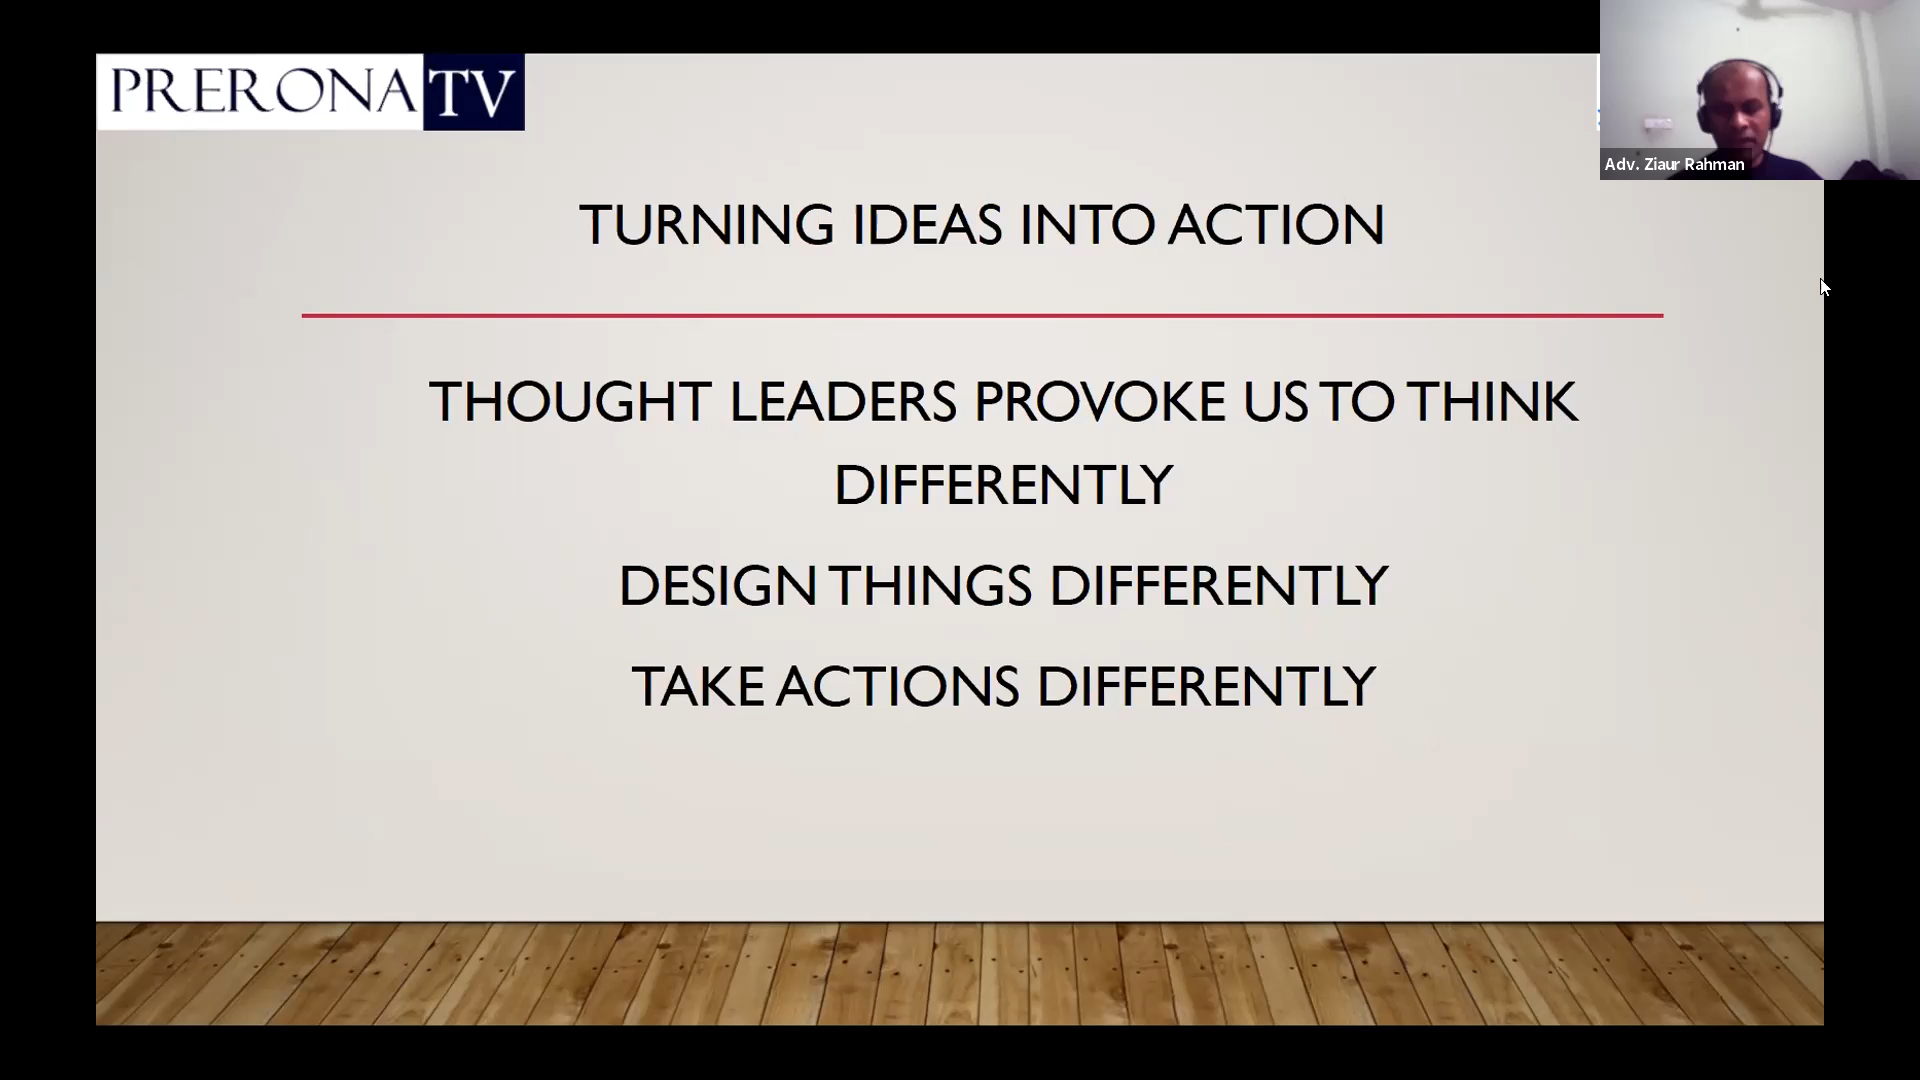 PRERONA TV
Adv. Ziaur Rahman
TURNING IDEAS INTO ACTION
THOUGHT LEADERS PROVOKE US TO THINK
DIFFERENTLY
DESIGN THINGS DIFFERENTLY
TAKE ACTIONS DIFFERENTLY